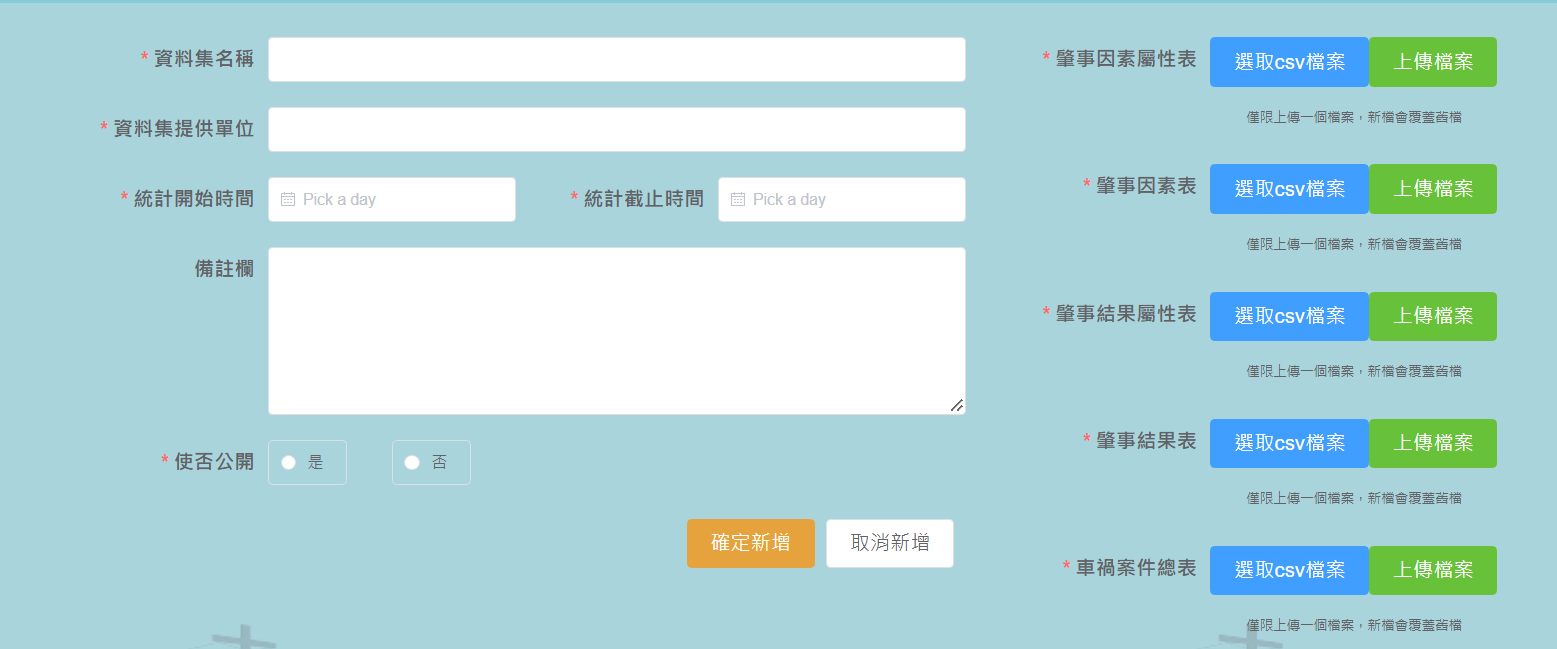 * 資料集名稱
* 資料集提供單位
* 統計開始時間 Pick a day * 統計截止時間 Pick a day
備註欄
* 使否公開 是 否
確定新增 取消新增
* 肇事因素屬性表 選取csv檔案 上傳檔案
僅限上傳一個檔案，新檔會覆蓋舊檔
* 肇事因素表 選取csv檔案 上傳檔案
僅限上傳一個檔案，新檔會覆蓋舊檔
* 肇事結果屬性表 選取csv檔案 上傳檔案
僅限上傳一個檔案，新檔會覆蓋舊檔
* 肇事結果表 選取csv檔案 上傳檔案
僅限上傳一個檔案，新檔會覆蓋舊檔
* 車禍案件總表 選取csv檔案 上傳檔案
僅限上傳一個檔案，新檔會覆蓋舊檔